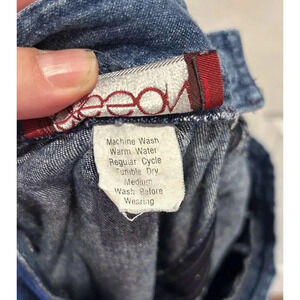 Machine Wash
Warm Water
Regular Cycle
Tumble Dry
Medium
Wash Before
Wearing